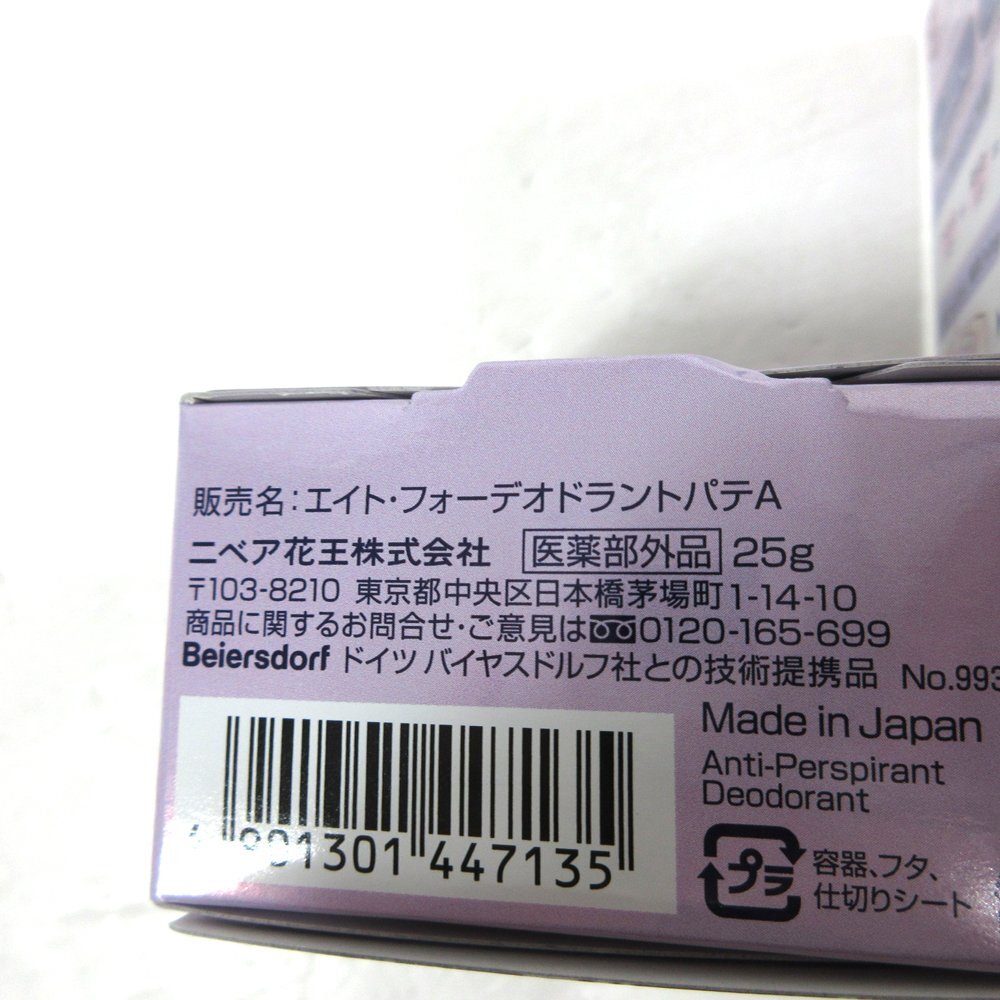 販売名：エイト・フォーデオドラントパテA
ニベア花王株式会社 医薬部外品 25g
〒103-8210 東京都中央区日本橋茅場町1-14-10
商品に関するお問合せ・ご意見は 0120-165-699
Beiersdorf ドイツ バイヤスドルフ社との技術提携品 No.993
4 901301 447135
Made in Japan
Anti-Perspirant
Deodorant
プラ
容器、フタ、
仕切りシート